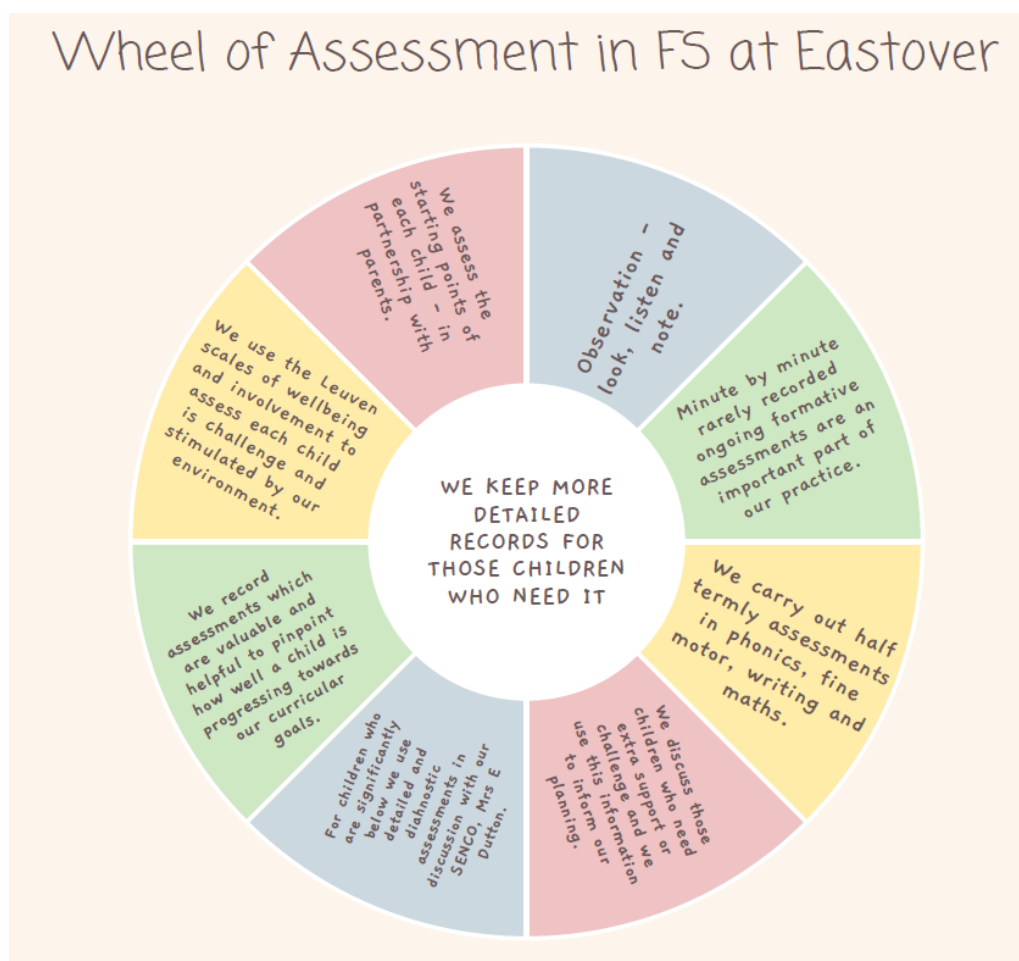 Wheel of Assessment in FS at Eastover
Observation -
look, listen and
note.
Minute by minute
rarely recorded
ongoing formative
assessments are an
important part of
our practice.
We carry out half
termly assessments
in phonics, fine
motor, writing and
maths.
We discuss those
children who need
extra support or
challenge and we
use this information
to inform our
planning.
For children who
are significantly
below we use
detailed and
diahnostic
assessments in
discussion with our
SENCO, Mrs E
Dutton.
We record
assessments which
are valuable and
helpful to pinpoint
how well a child is
progressing towards
our curricular
goals.
We use the Leuven
scales of wellbeing
and involvement to
assess each child
is challenge and
stimulated by our
environment.
We assess the
starting points of
each child - in
partnership with
parents.
WE KEEP MORE
DETAILED
RECORDS FOR
THOSE CHILDREN
WHO NEED IT